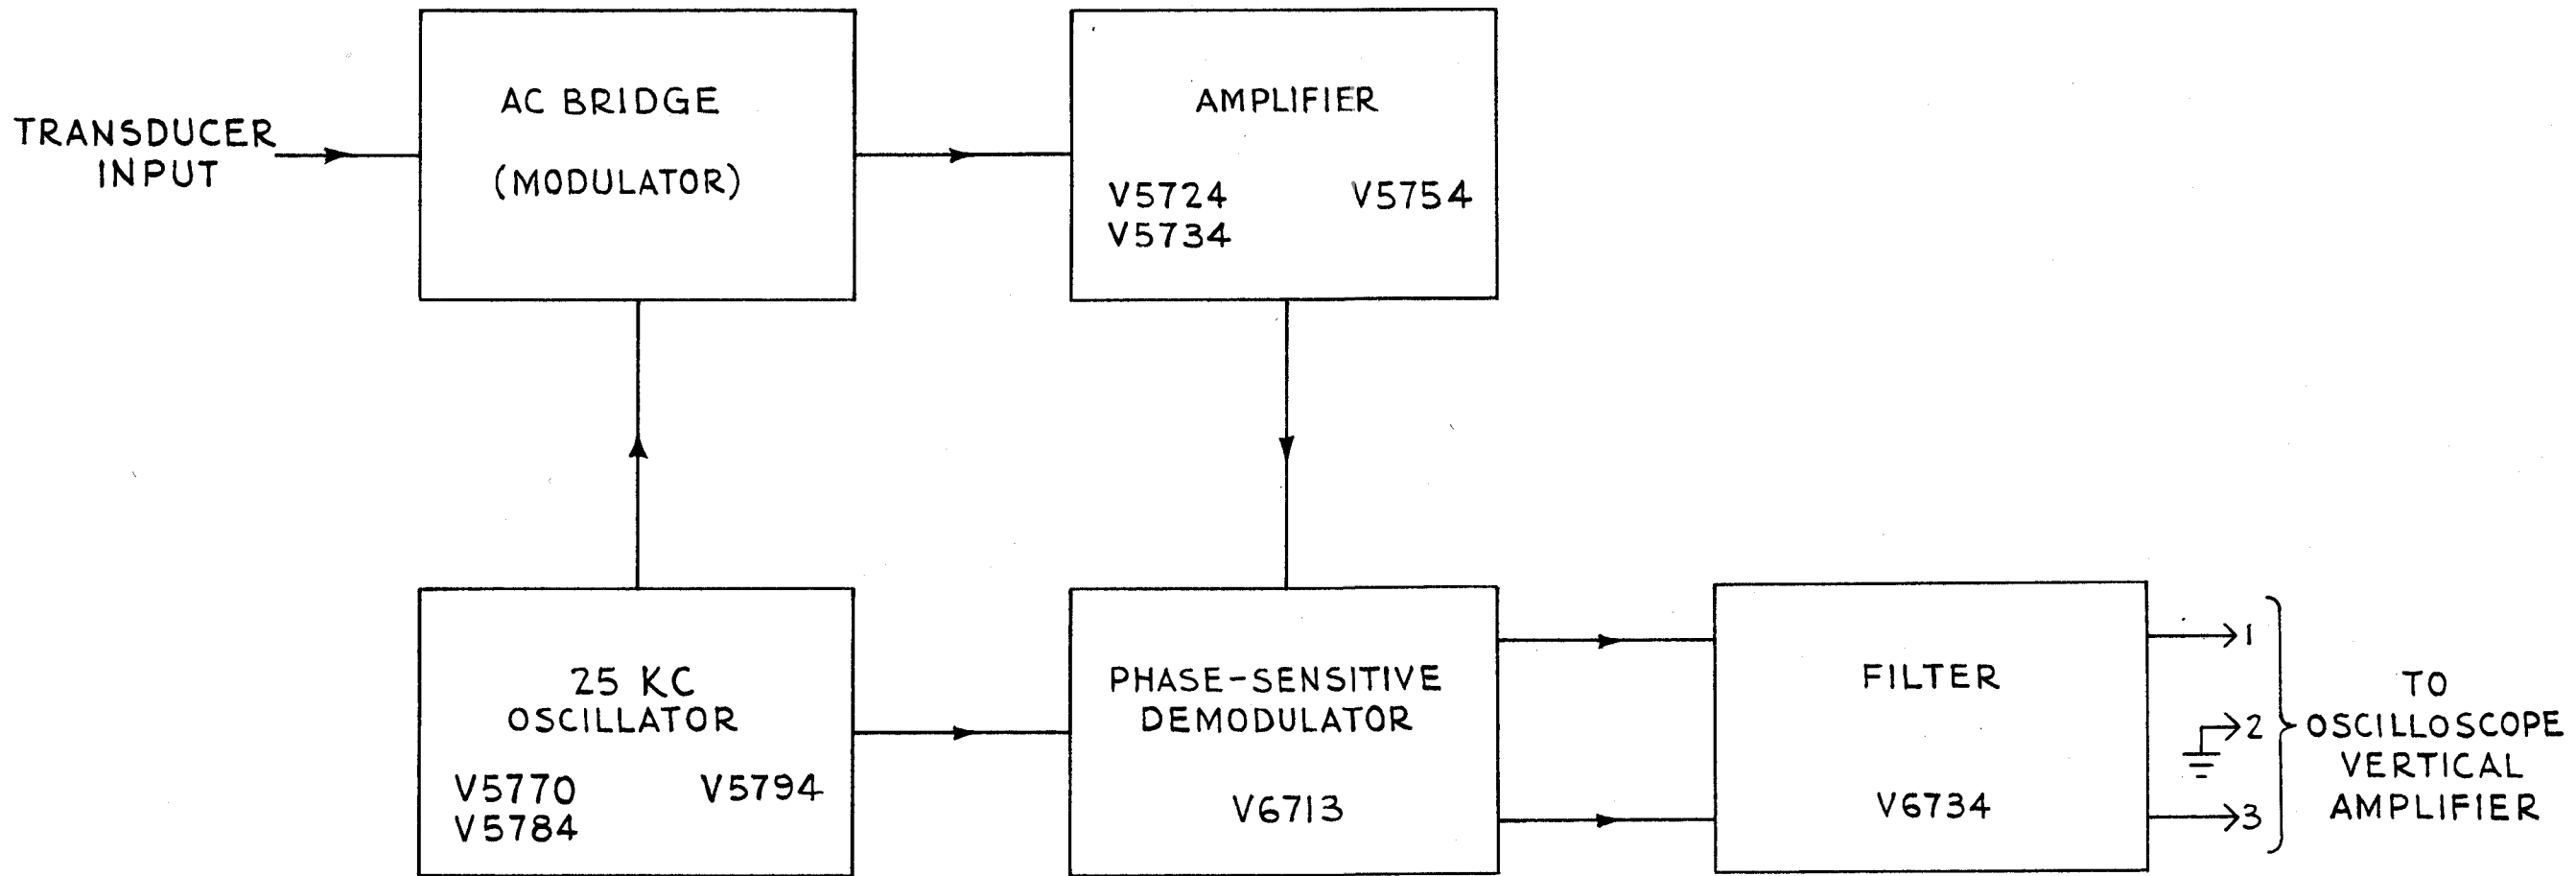 TRANSDUCER
INPUT
AC BRIDGE
(MODULATOR)
AMPLIFIER
V5724 V5754
V5734
25 KC
OSCILLATOR
V5770 V5794
V5784
PHASE-SENSITIVE
DEMODULATOR
V6713
FILTER
V6734
1
2
3
TO
OSCILLOSCOPE
VERTICAL
AMPLIFIER